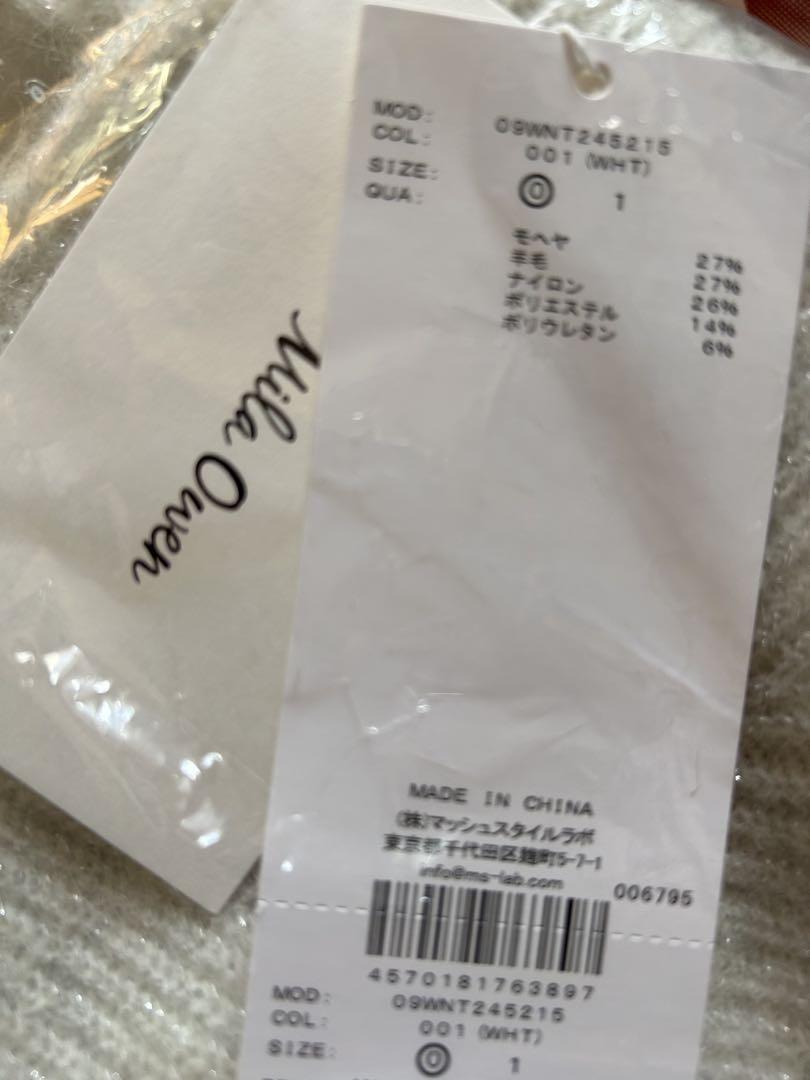 Mila Owen
MOD: 09WNT245215
COL: 001 (WHT)
SIZE: ⓪ 1
QUA:
モヘヤ 27%
羊毛 27%
ナイロン 26%
ポリエステル 14%
ポリウレタン 6%
MADE IN CHINA
(株)マッシュスタイルラボ
東京都千代田区麹町5-7-1
info@ms-lab.com
006795
4570181763897
MOD: 09WNT245215
COL: 001 (WHT)
SIZE: ⓪ 1